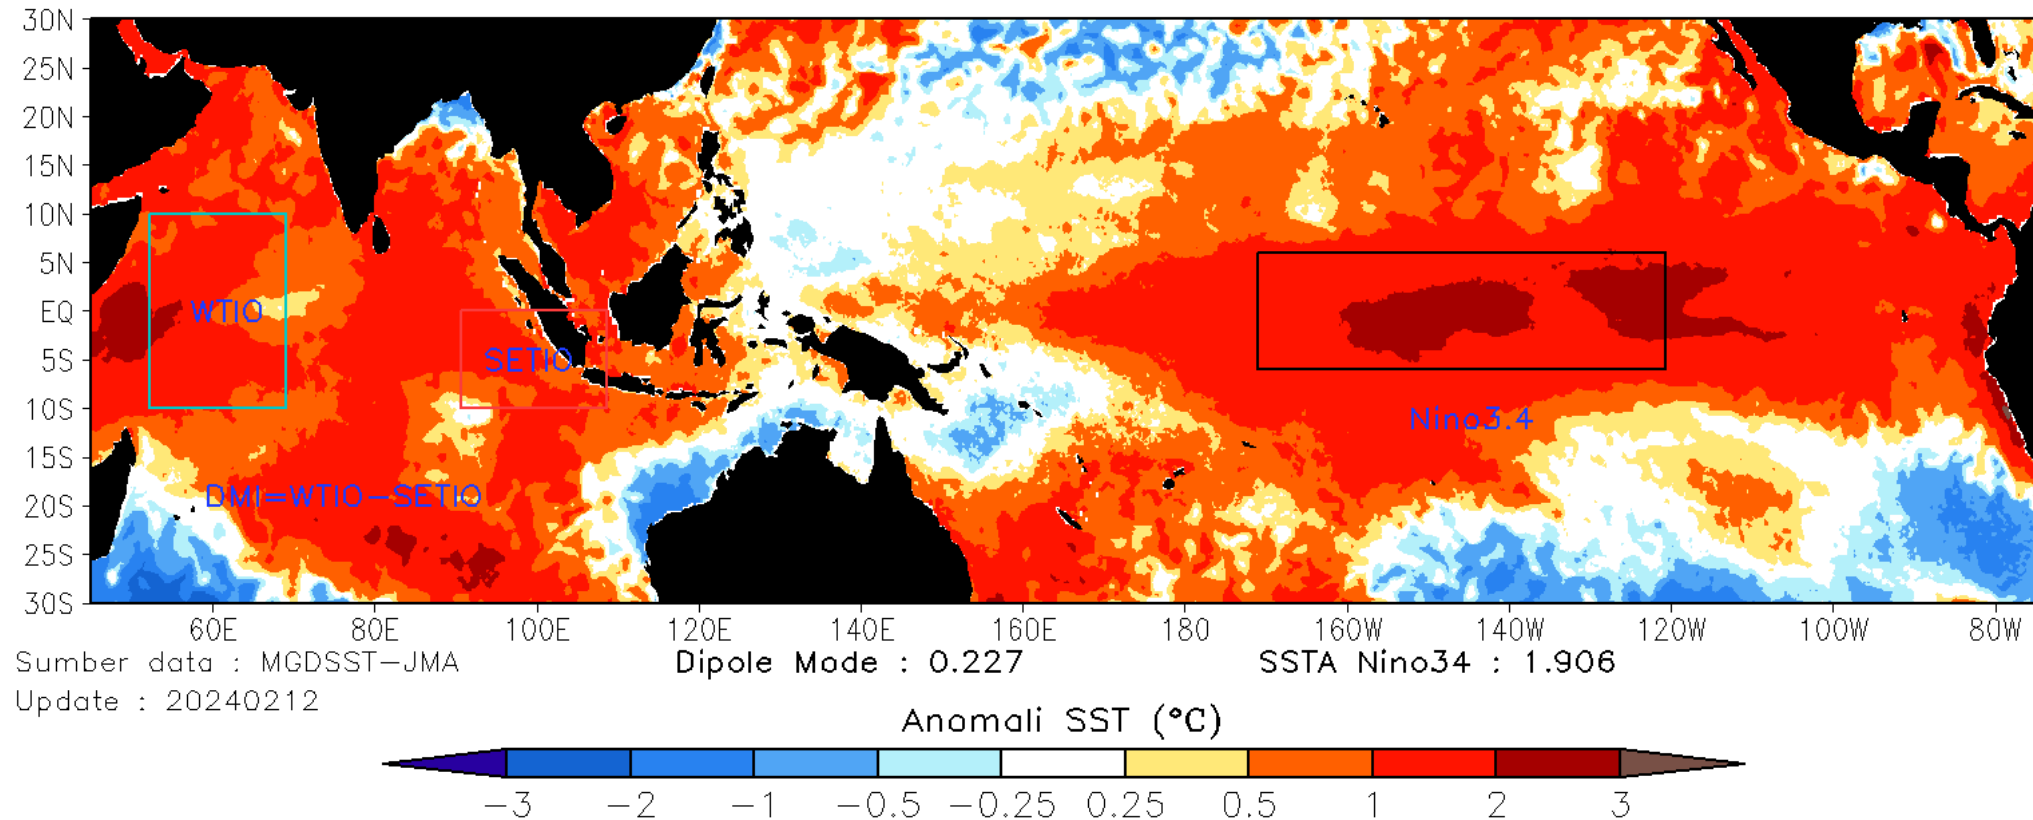 30N
25N
20N
15N
10N
5N
EQ
5S
10S
15S
20S
25S
30S
WTIO
SETIO
Nino3.4
DMI=WTIO-SETIO
60E 80E 100E 120E 140E 160E 180 160W 140W 120W 100W 80W
Sumber data : MGDSST-JMA Dipole Mode : 0.227 SSTA Nino34 : 1.906
Update : 20240212
Anomali SST (°C)
-3 -2 -1 -0.5 -0.25 0.25 0.5 1 2 3